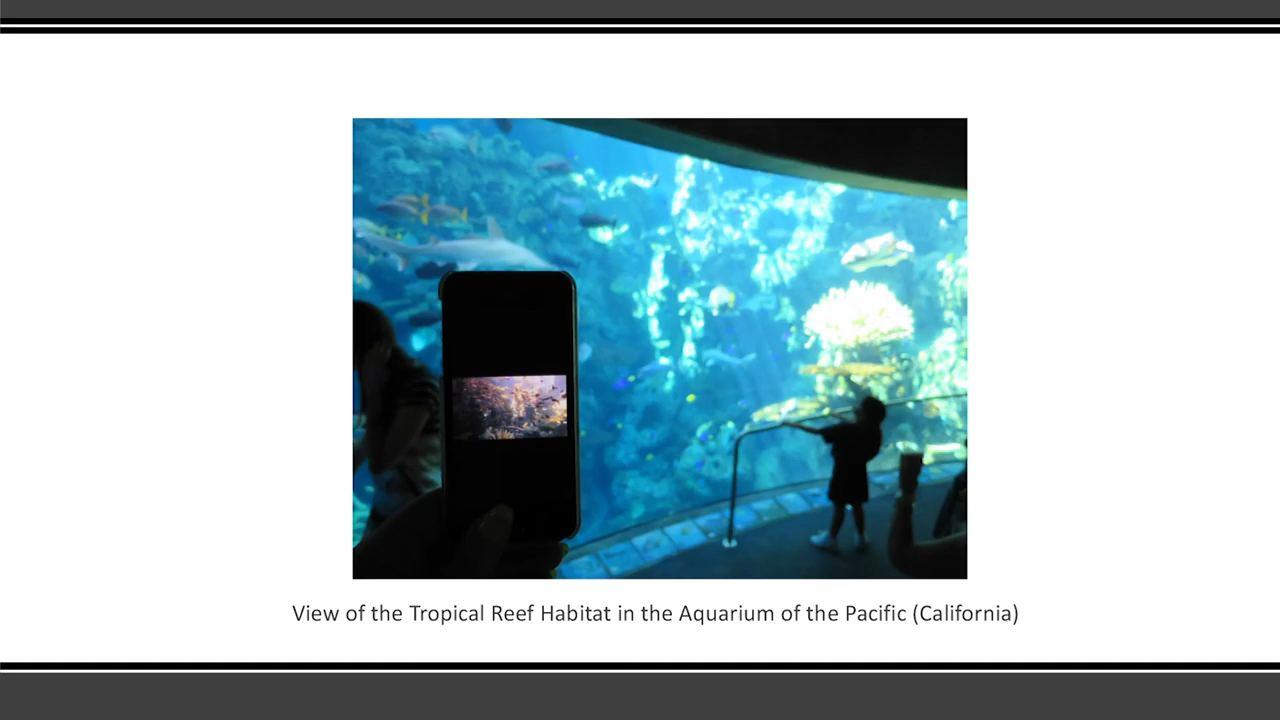 View of the Tropical Reef Habitat in the Aquarium of the Pacific (California)